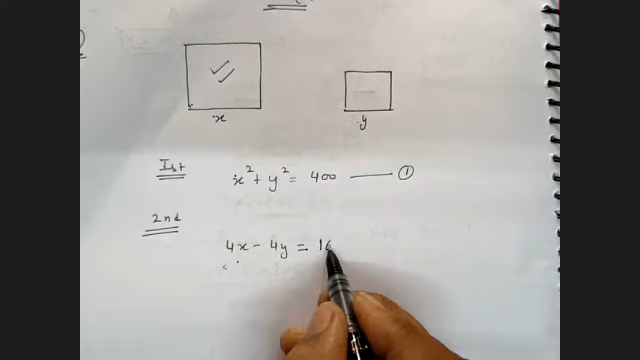 x
y
Ist
x² + y² = 400 —— ①
2nd
4x - 4y = 16